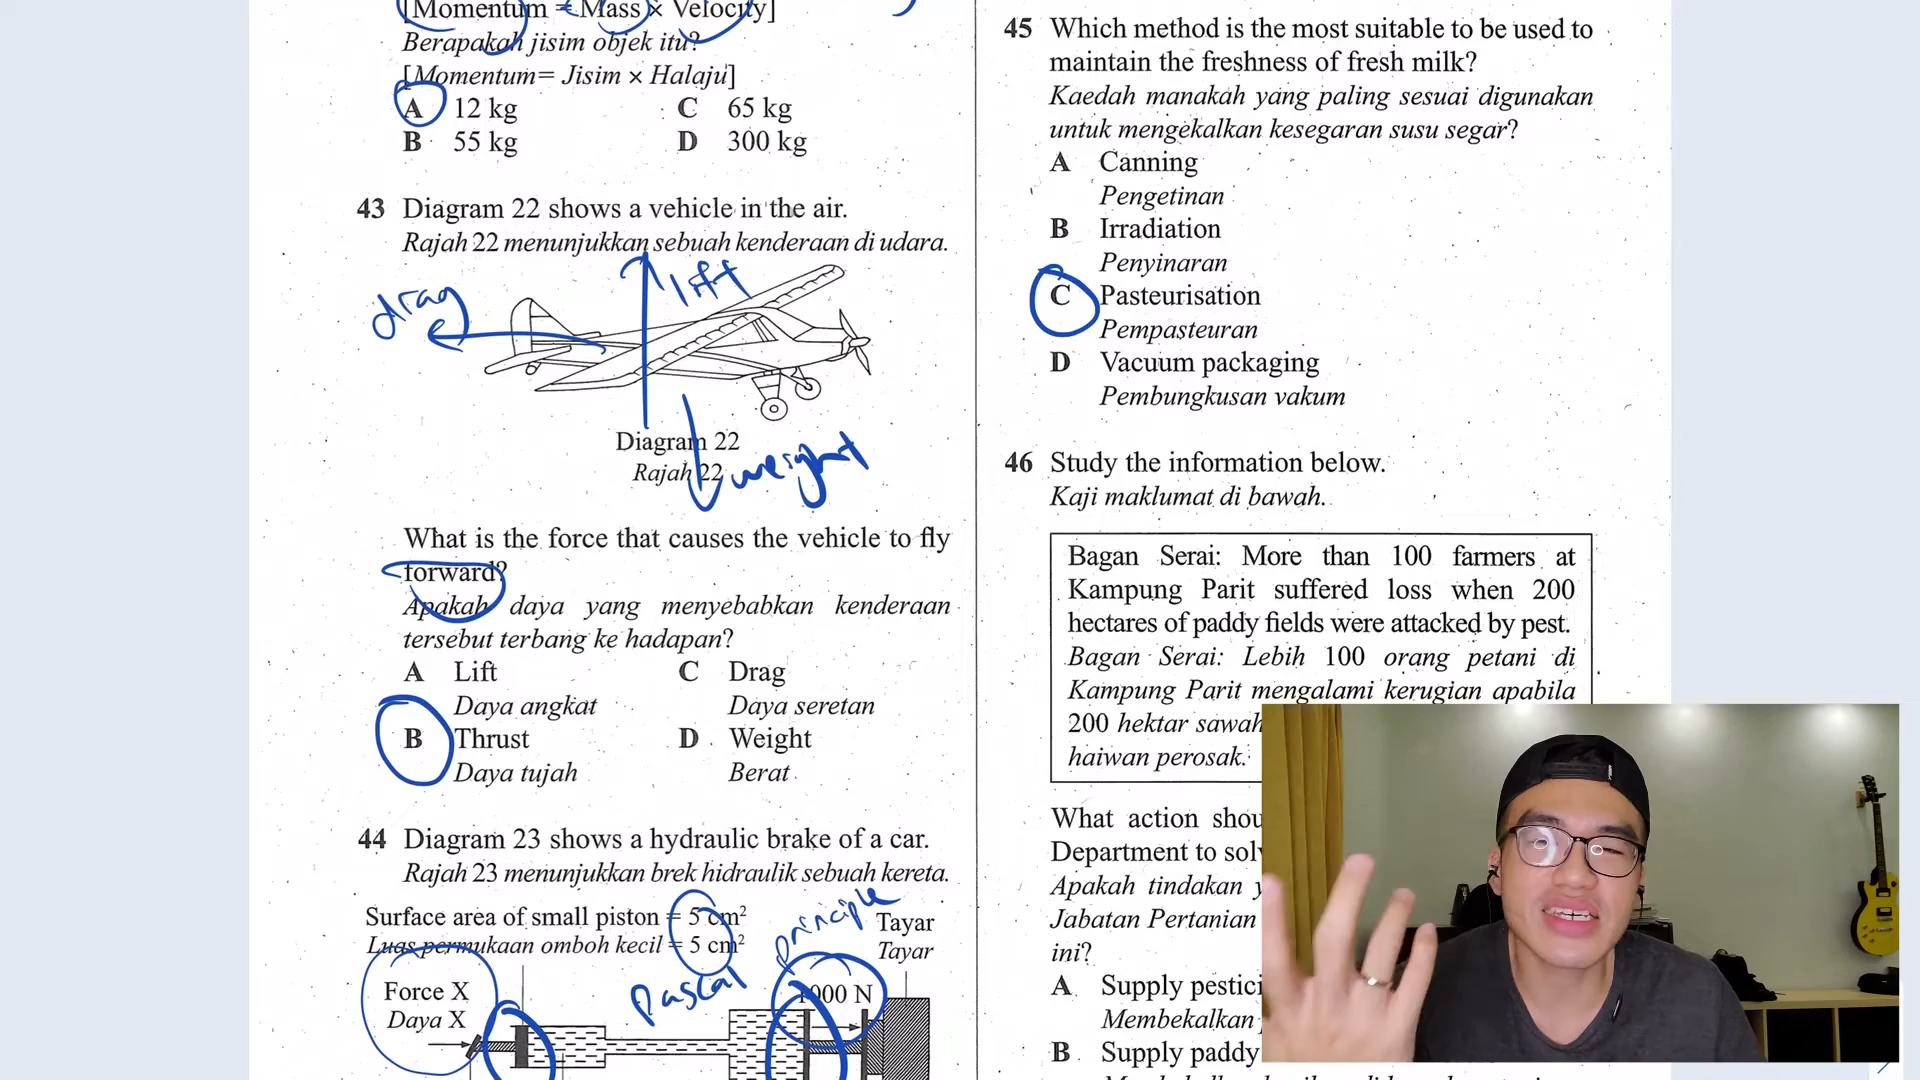 [Momentum = Mass × Velocity]
Berapakah jisim objek itu?
[Momentum= Jisim × Halaju]
A 12 kg
C 65 kg
B 55 kg
D 300 kg
43 Diagram 22 shows a vehicle in the air.
Rajah 22 menunjukkan sebuah kenderaan di udara.
drag
lift
Diagram 22
Rajah 22
weight
What is the force that causes the vehicle to fly
forward?
Apakah daya yang menyebabkan kenderaan
tersebut terbang ke hadapan?
A Lift
Daya angkat
C Drag
Daya seretan
B Thrust
Daya tujah
D Weight
Berat
44 Diagram 23 shows a hydraulic brake of a car.
Rajah 23 menunjukkan brek hidraulik sebuah kereta.
Surface area of small piston = 5 cm²
Luas permukaan omboh kecil = 5 cm²
pascal
principle
Tayar
Tayar
Force X
Daya X
1000 N
45 Which method is the most suitable to be used to
maintain the freshness of fresh milk?
Kaedah manakah yang paling sesuai digunakan
untuk mengekalkan kesegaran susu segar?
A Canning
Pengetinan
B Irradiation
Penyinaran
C Pasteurisation
Pempasteuran
D Vacuum packaging
Pembungkusan vakum
46 Study the information below.
Kaji maklumat di bawah.
Bagan Serai: More than 100 farmers at
Kampung Parit suffered loss when 200
hectares of paddy fields were attacked by pest.
Bagan Serai: Lebih 100 orang petani di
Kampung Parit mengalami kerugian apabila
200 hektar sawah
haiwan perosak.
What action shou
Department to sol
Apakah tindakan y
Jabatan Pertanian
ini?
A Supply pestici
Membekalkan
B Supply paddy